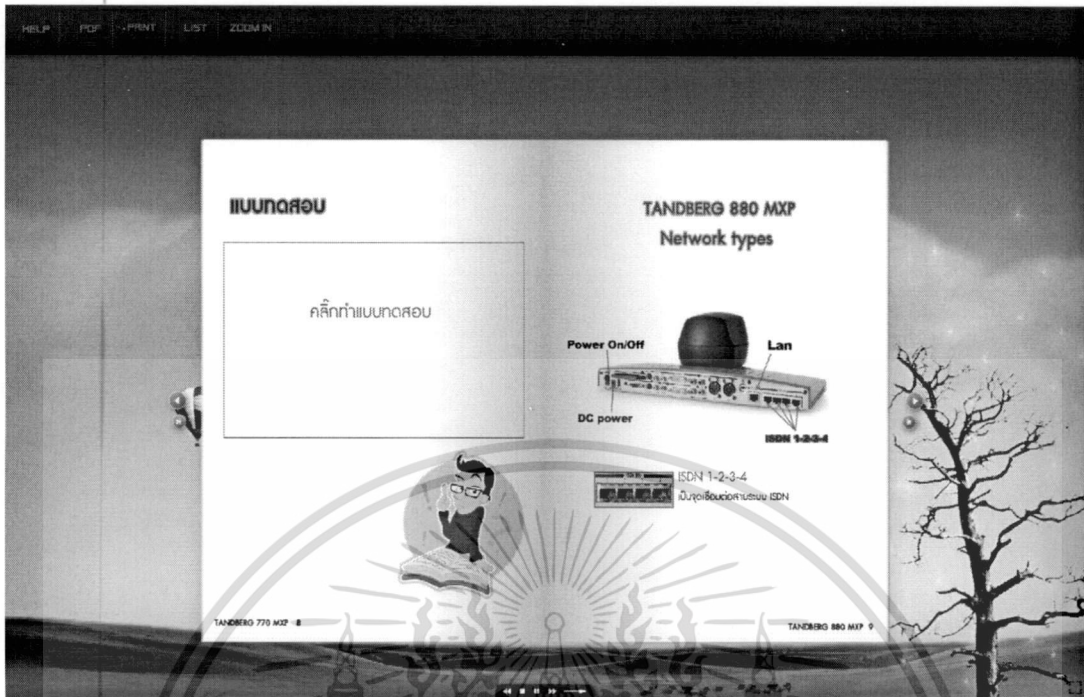 HELP PDF PRINT LIST ZOOM IN
แบบทดสอบ
คลิ๊กทำแบบทดสอบ
TANDBERG 770 MXP 8
TANDBERG 880 MXP
Network types
Power On/Off
Lan
DC power
ISDN 1-2-3-4
ISDN 1-2-3-4
เป็นจุดเชื่อมต่อสายระบบ ISDN
TANDBERG 880 MXP 9